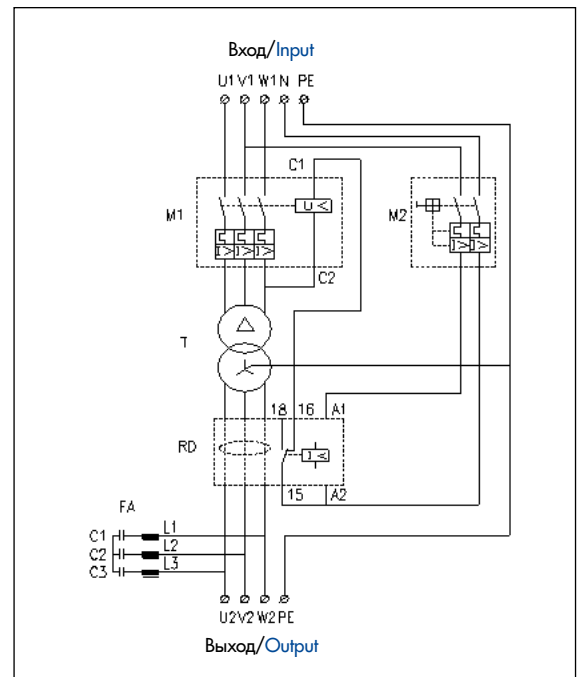 Вход/Input
U1 V1 W1 N PE
C1
U <
M1
M2
I> I> I>
I> I>
C2
T
18 16 A1
RD
I <
15 A2
FA
C1 L1
C2 L2
C3 L3
U2 V2 W2 PE
Выход/Output